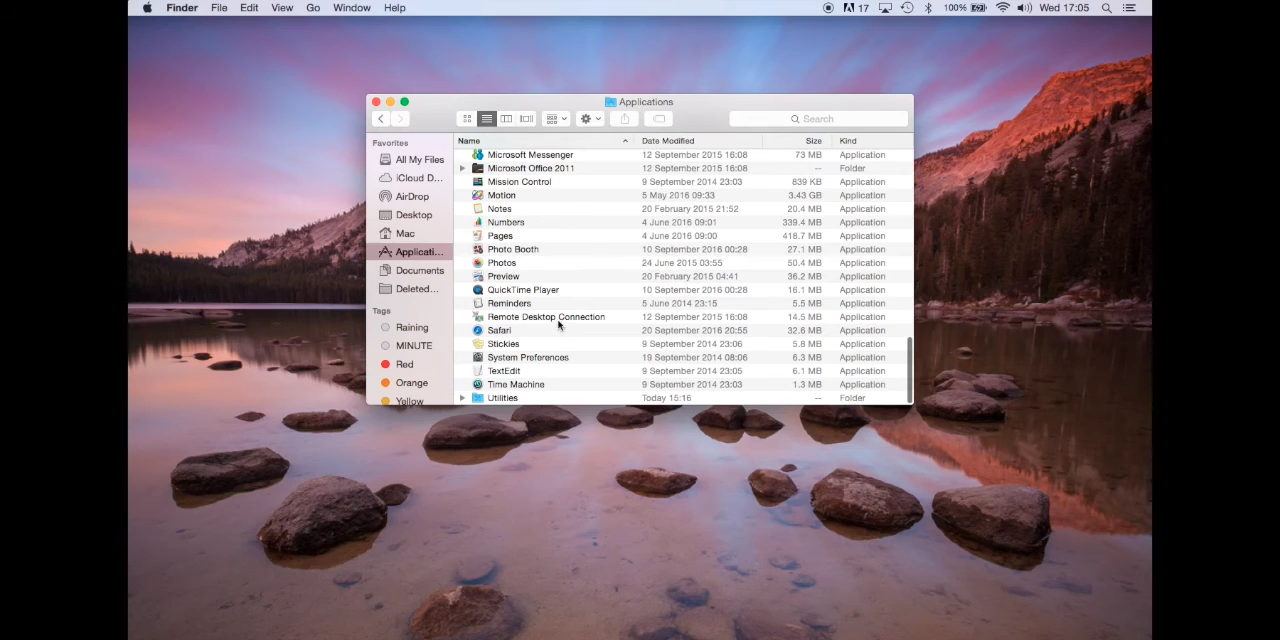 Finder File Edit View Go Window Help 17 100% Wed 17:05
Applications
Search
Favorites
All My Files
iCloud D...
AirDrop
Desktop
Mac
Applicati...
Documents
Deleted...
Tags
Raining
MINUTE
Red
Orange
Yellow
Name Date Modified Size Kind
Microsoft Messenger 12 September 2015 16:08 73 MB Application
Microsoft Office 2011 12 September 2015 16:08 -- Folder
Mission Control 9 September 2014 23:03 839 KB Application
Motion 5 May 2016 09:33 3.43 GB Application
Notes 20 February 2015 21:52 20.4 MB Application
Numbers 4 June 2016 09:01 339.4 MB Application
Pages 4 June 2016 09:00 418.7 MB Application
Photo Booth 10 September 2016 00:28 27.1 MB Application
Photos 24 June 2015 03:55 50.4 MB Application
Preview 20 February 2015 04:41 36.2 MB Application
QuickTime Player 10 September 2016 00:28 16.1 MB Application
Reminders 5 June 2014 23:15 5.5 MB Application
Remote Desktop Connection 12 September 2015 16:08 14.5 MB Application
Safari 20 September 2016 20:55 32.6 MB Application
Stickies 9 September 2014 23:06 5.8 MB Application
System Preferences 19 September 2014 08:06 6.3 MB Application
TextEdit 9 September 2014 23:05 6.1 MB Application
Time Machine 9 September 2014 23:03 1.3 MB Application
Utilities Today 15:16 -- Folder